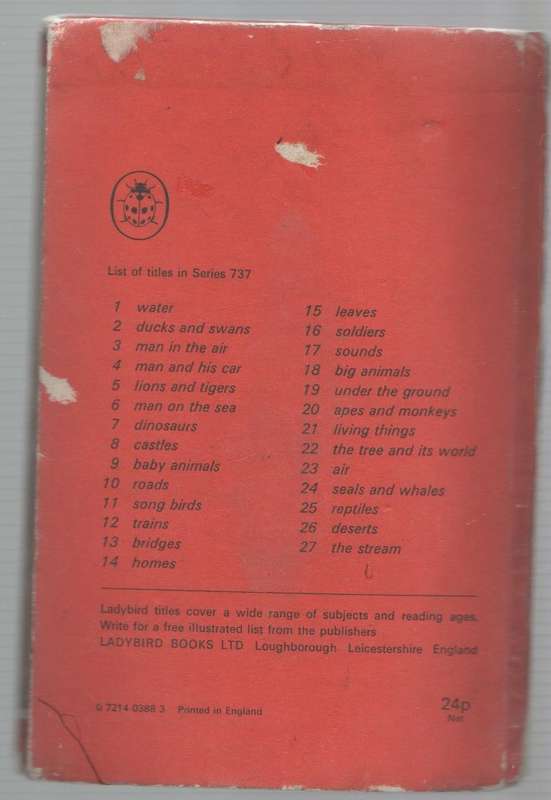 List of titles in Series 737
1 water
2 ducks and swans
3 man in the air
4 man and his car
5 lions and tigers
6 man on the sea
7 dinosaurs
8 castles
9 baby animals
10 roads
11 song birds
12 trains
13 bridges
14 homes
15 leaves
16 soldiers
17 sounds
18 big animals
19 under the ground
20 apes and monkeys
21 living things
22 the tree and its world
23 air
24 seals and whales
25 reptiles
26 deserts
27 the stream
Ladybird titles cover a wide range of subjects and reading ages.
Write for a free illustrated list from the publishers
LADYBIRD BOOKS LTD Loughborough Leicestershire England
0 7214 0388 3 Printed in England
24p
Net